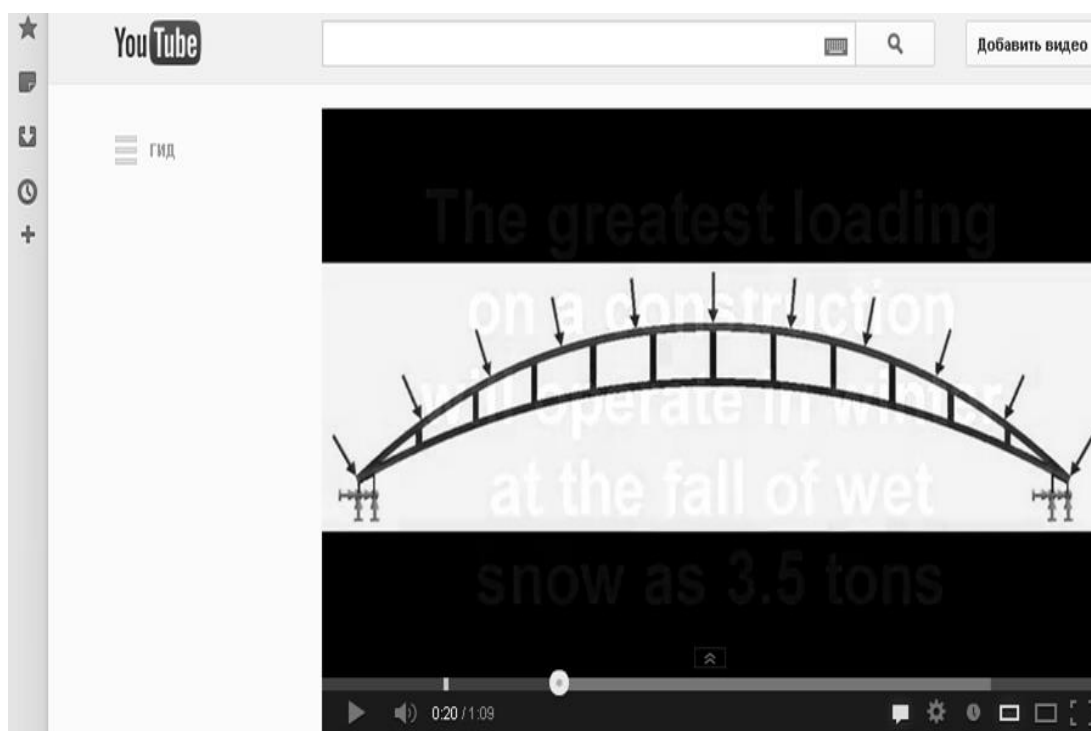 YouTube
Добавить видео
гид
The greatest loading
on a construction
will operate in winter
at the fall of wet
snow as 3.5 tons
0:20 / 1:09